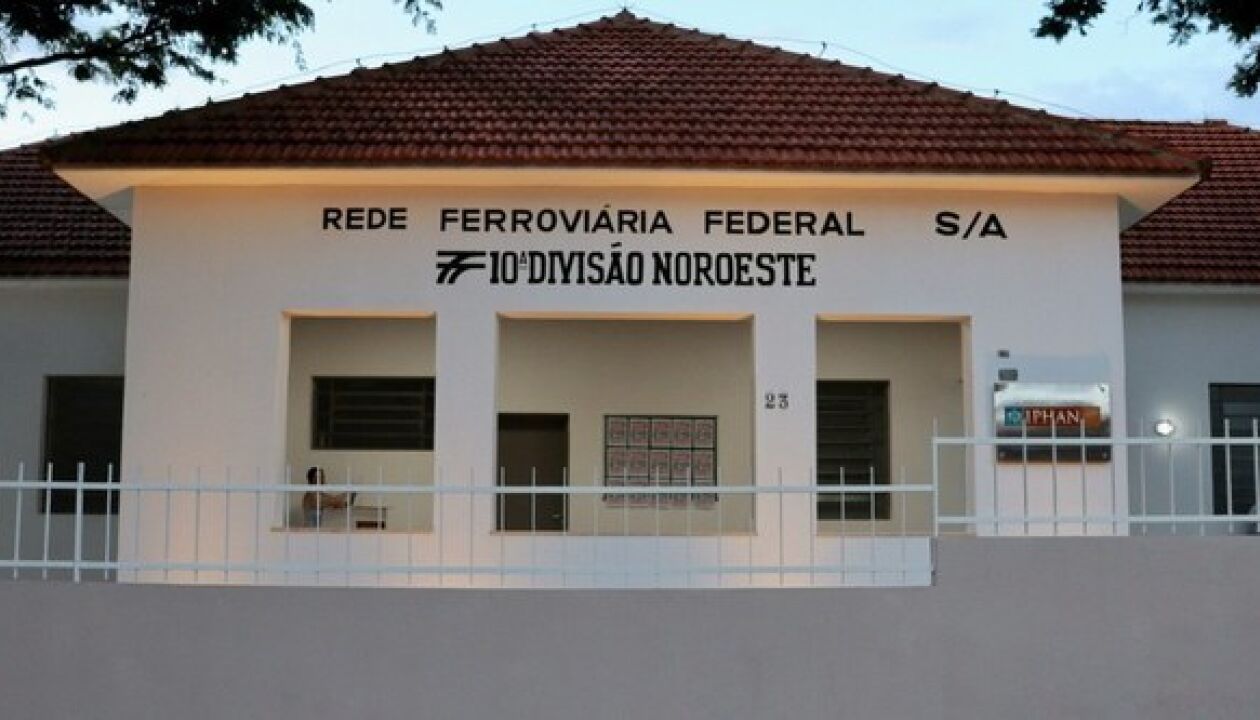 REDE FERROVIÁRIA FEDERAL S/A
10ª DIVISÃO NOROESTE
23
IPHAN